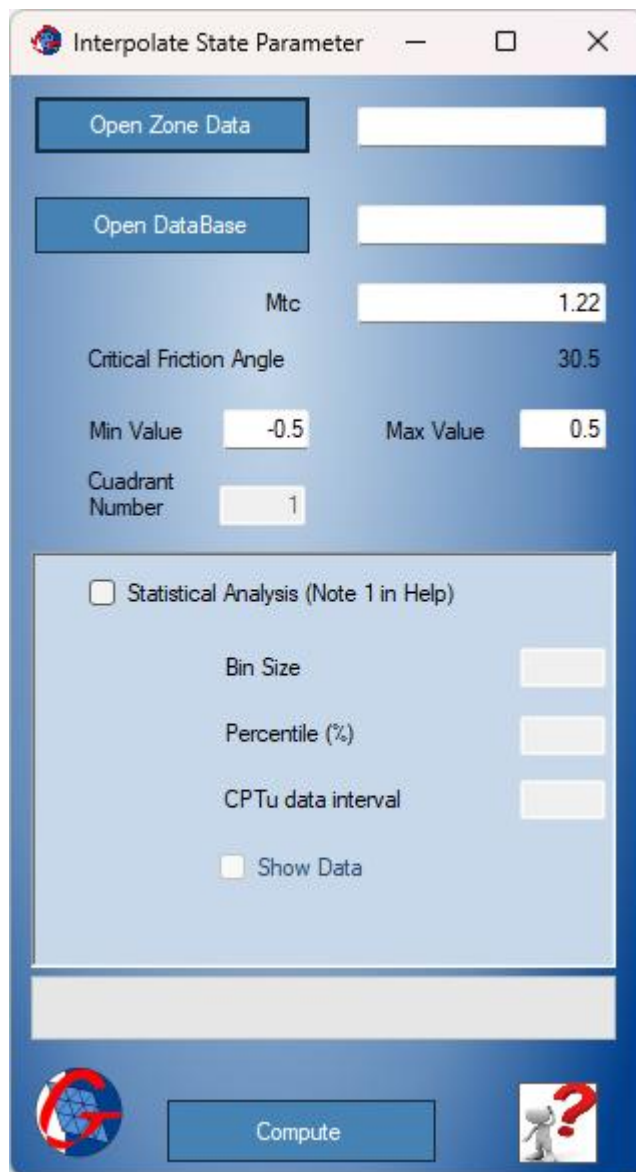 Interpolate State Parameter
Open Zone Data
Open DataBase
Mtc 1.22
Critical Friction Angle 30.5
Min Value -0.5 Max Value 0.5
Cuadrant
Number 1
Statistical Analysis (Note 1 in Help)
Bin Size
Percentile (%)
CPTu data interval
Show Data
G
Compute ?